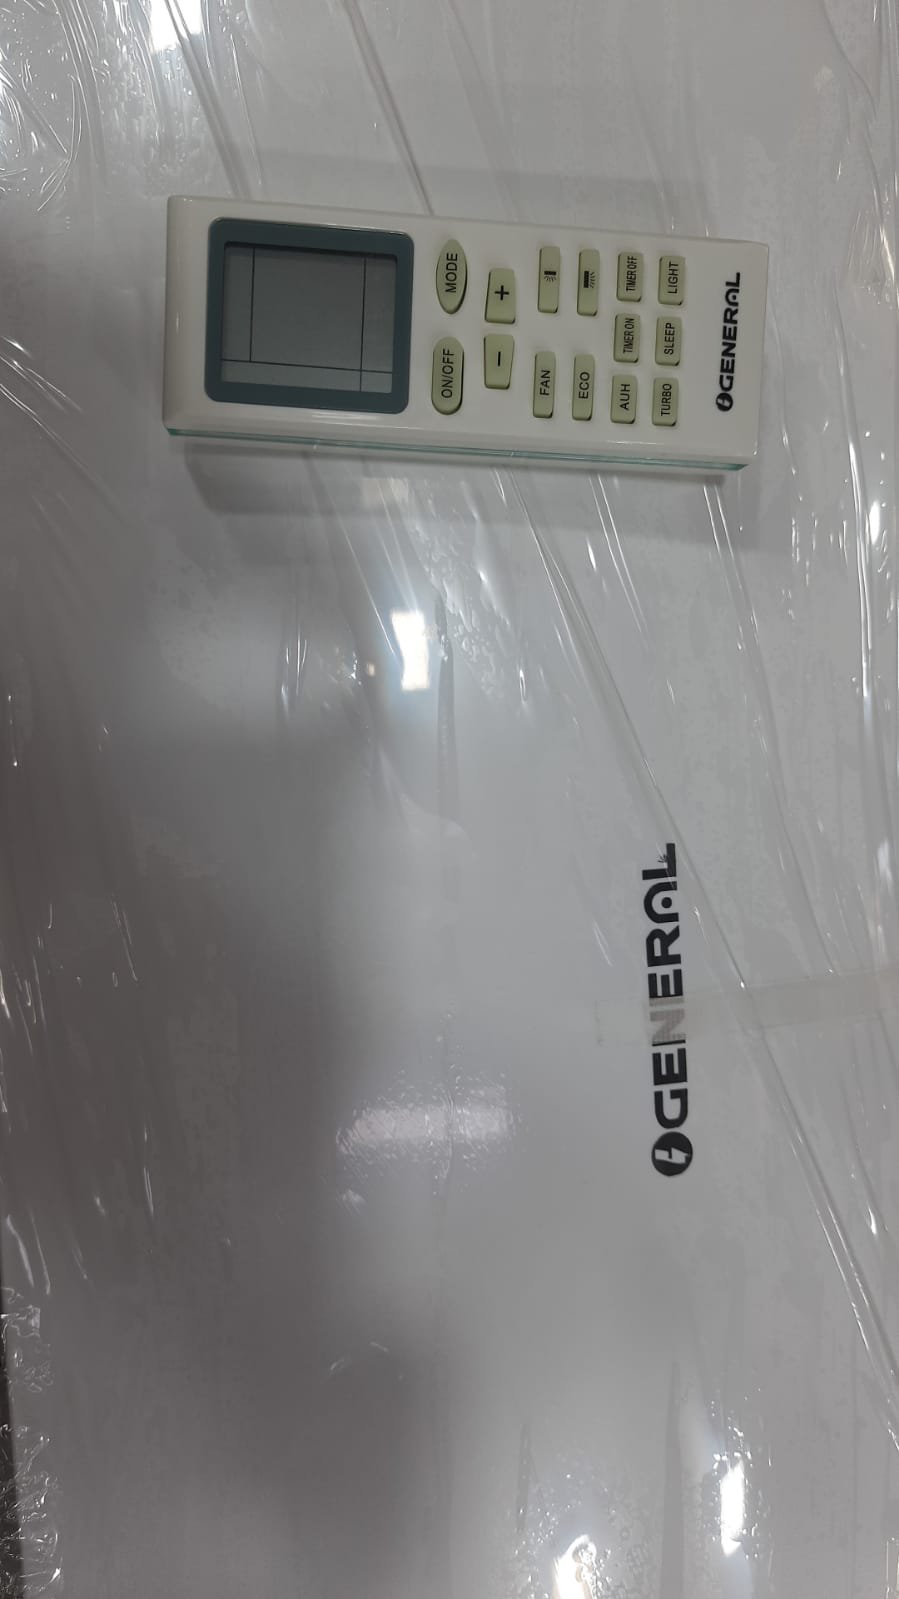 ON/OFF MODE
- +
FAN
ECO
AUH TIMER ON TIMER OFF
TURBO SLEEP LIGHT
GENERAL
GENERAL